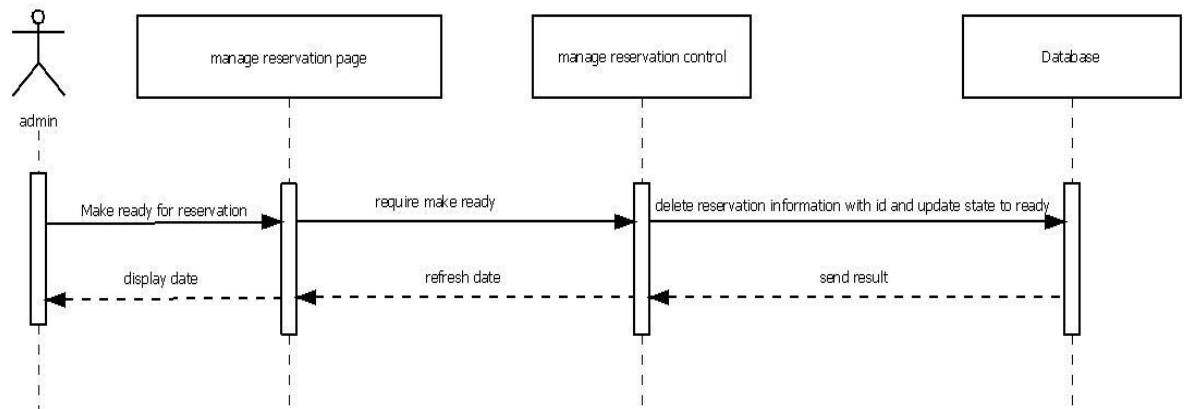 manage reservation page
manage reservation control
Database
admin
Make ready for reservation
require make ready
delete reservation information with id and update state to ready
display date
refresh date
send result